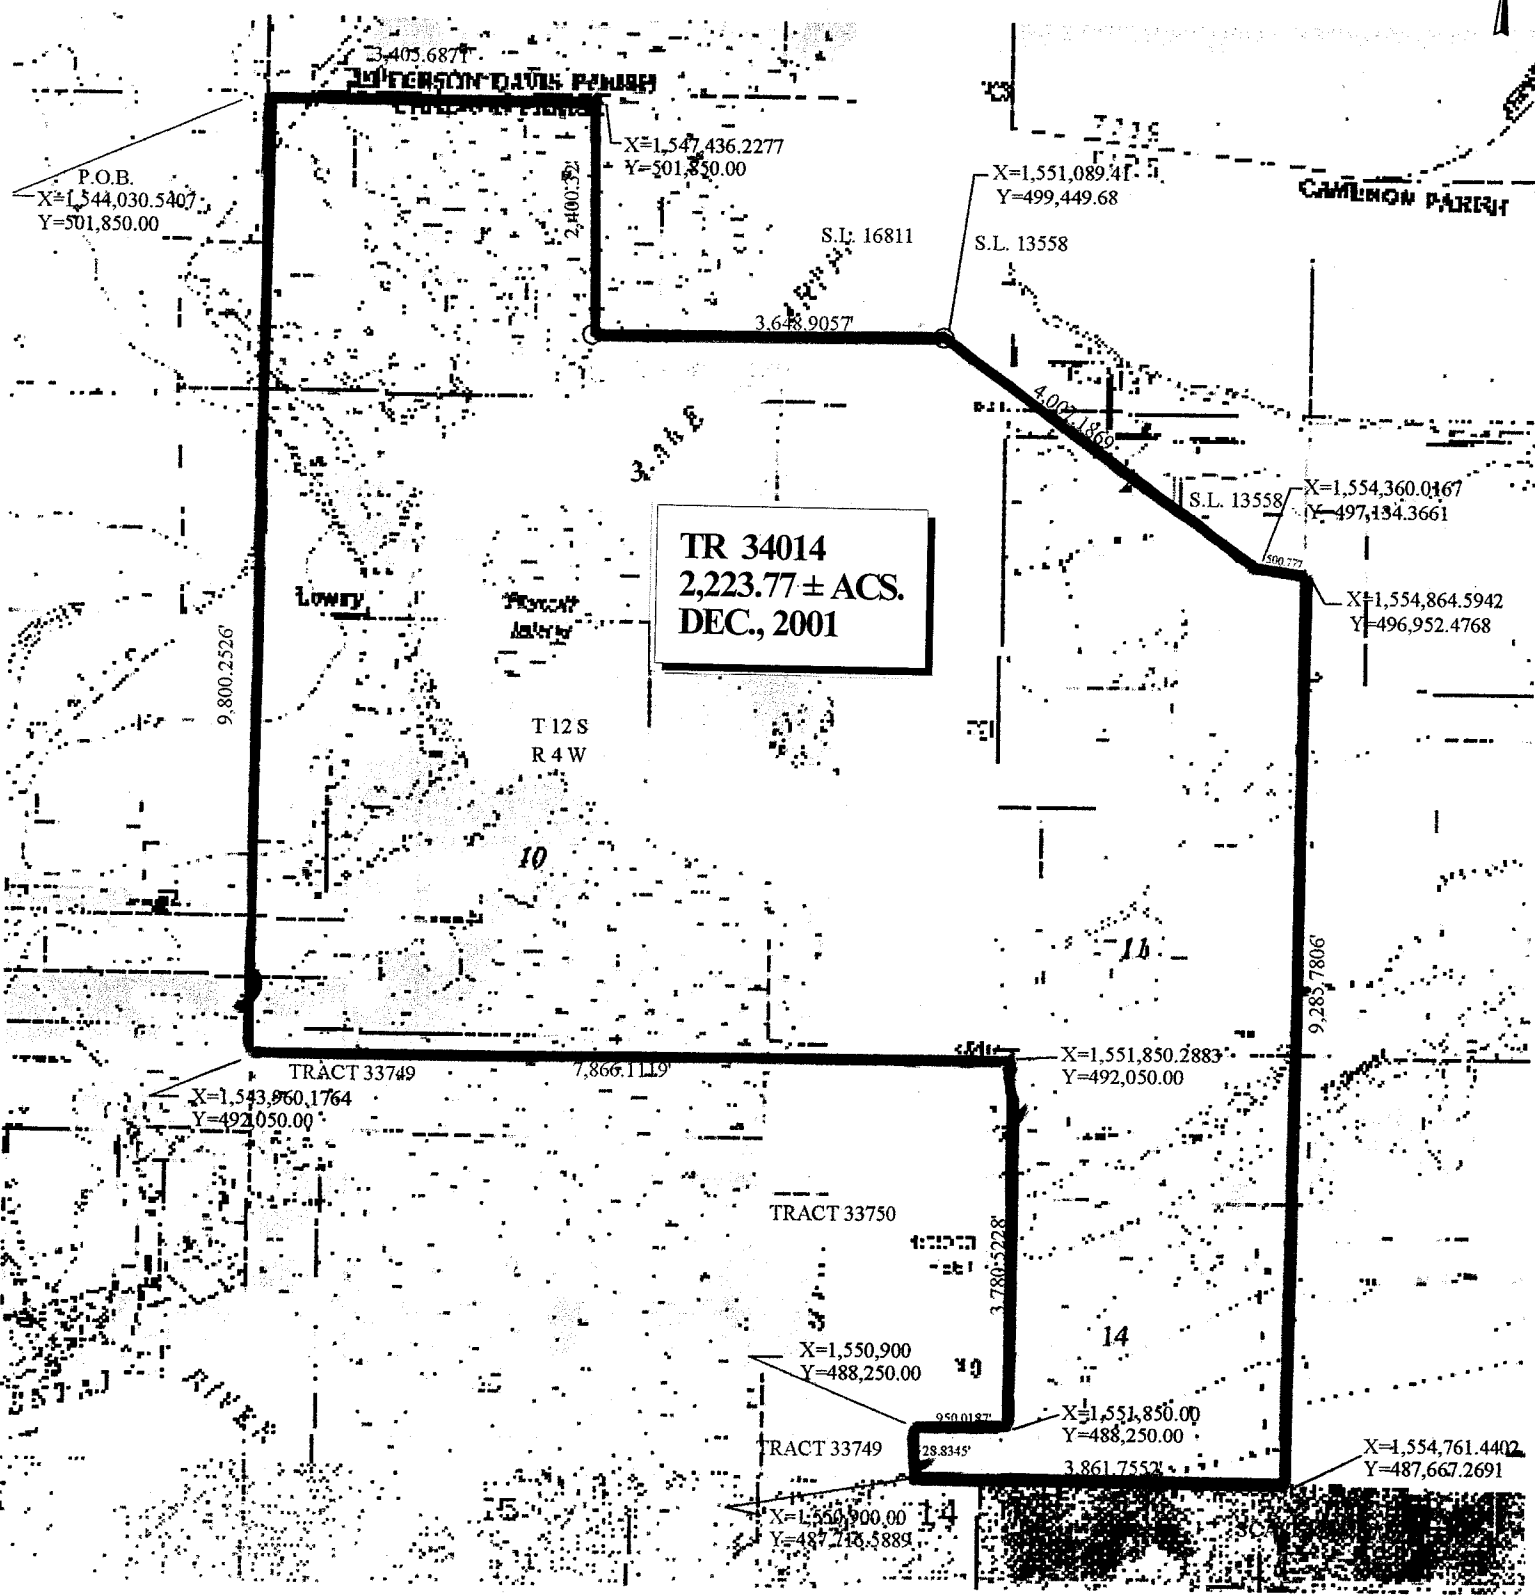 3,405.6871'
JEFFERSON DAVIS PARISH
X=1,547,436.2277
Y=501,850.00
P.O.B.
X=1,544,030.5407
Y=501,850.00
2,400.32'
X=1,551,089.41
Y=499,449.68
CAMERON PARISH
S.L. 16811
S.L. 13558
3,648.9057'
4,007.1869'
S.L. 13558
X=1,554,360.0167
Y=497,134.3661
500.777
X=1,554,864.5942
Y=496,952.4768
TR 34014
2,223.77 ± ACS.
DEC., 2001
Lowry
9,800.2526'
T 12 S
R 4 W
10
11
9,285.7806'
TRACT 33749
7,866.1119'
X=1,551,850.2883
Y=492,050.00
X=1,543,960.1764
Y=492,050.00
TRACT 33750
3,780.5228'
14
X=1,550,900
Y=488,250.00
RIVER
950.0187'
X=1,551,850.00
Y=488,250.00
TRACT 33749
28.8345'
3,861.7552'
X=1,554,761.4402
Y=487,667.2691
15
X=1,550,900.00
Y=487,716.5889
14